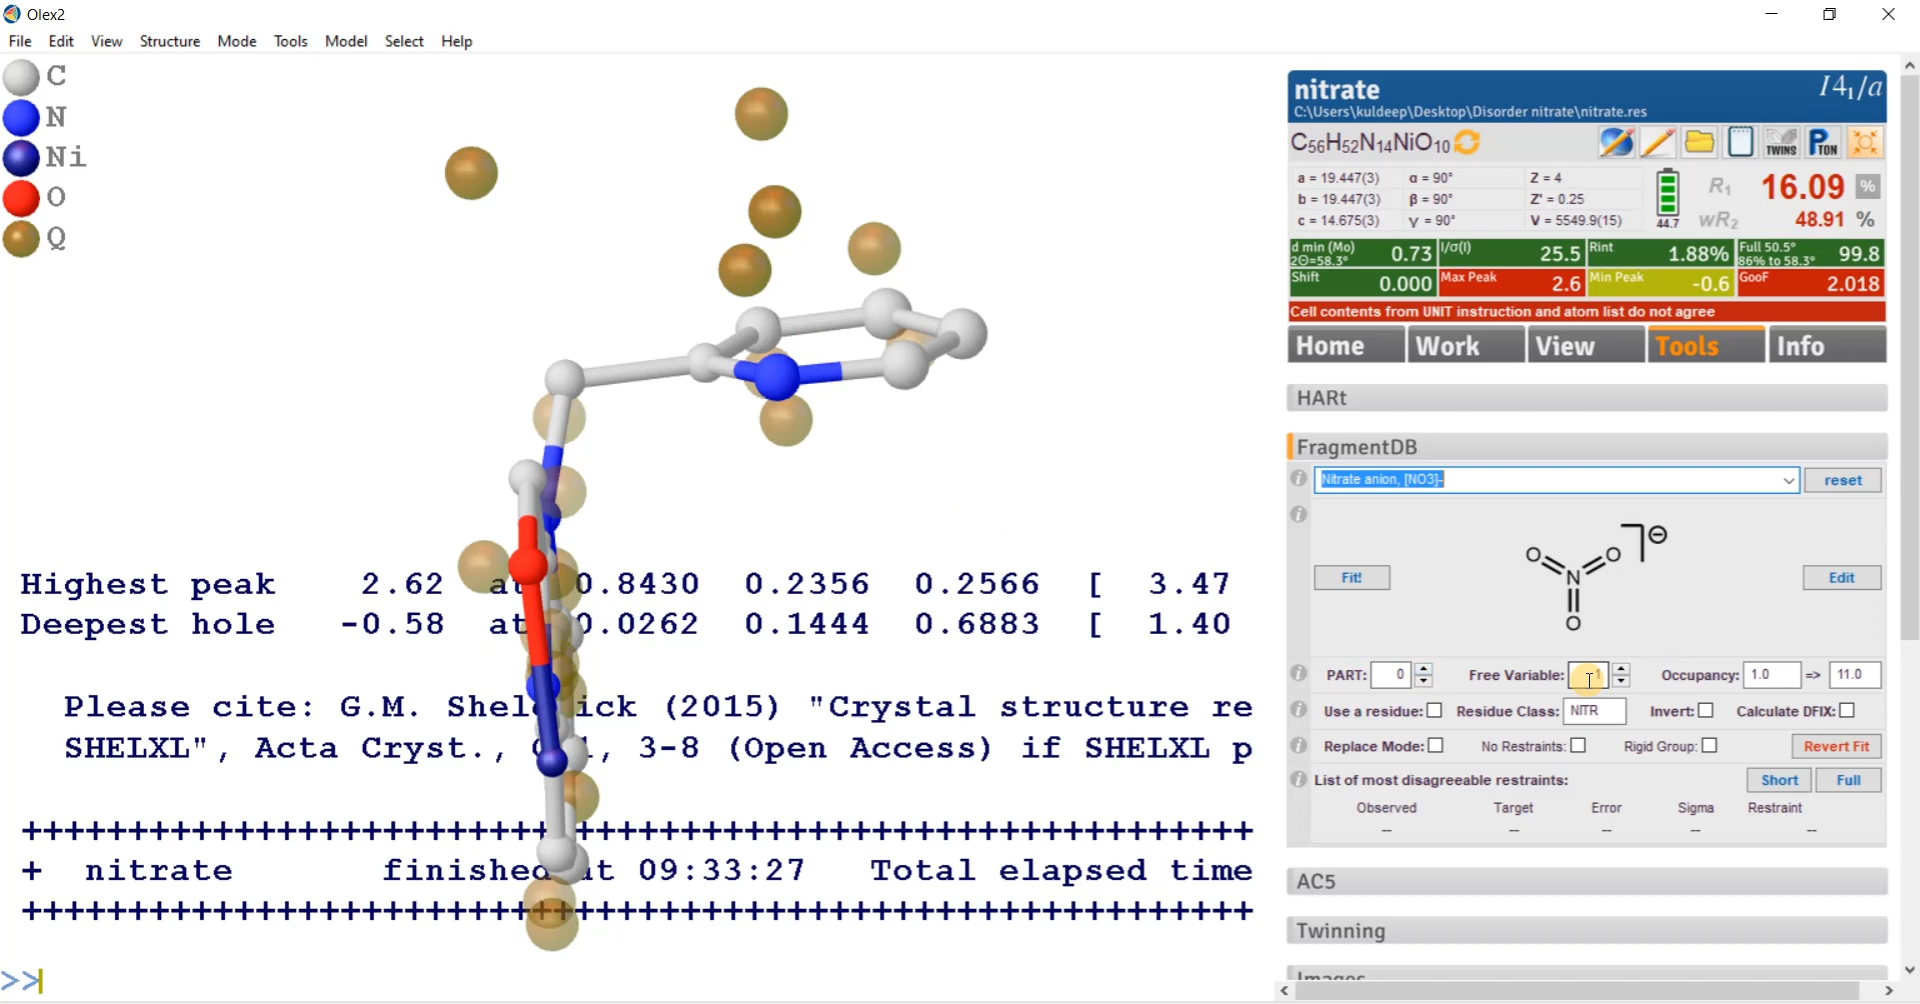 Olex2
File Edit View Structure Mode Tools Model Select Help
C
N
Ni
O
Q
Highest peak 2.62 at 0.8430 0.2356 0.2566 [ 3.47
Deepest hole -0.58 at 0.0262 0.1444 0.6883 [ 1.40
Please cite: G.M. (2015) "Crystal structure re
SHELXL", Acta Cryst., 3-8 (Open Access) if SHELXL p
++++++++++++++++++++++++++++++++++++++++++++++++++++++++++
+ nitrate finished at 09:33:27 Total elapsed time
++++++++++++++++++++++++++++++++++++++++++++++++++++++++++
>>
nitrate I4₁/a
C:\Users\kuldeep\Desktop\Disorder nitrate\nitrate.res
C56H52N14NiO10 TWINS PTON
a = 19.447(3) α = 90° Z = 4
b = 19.447(3) β = 90° Z' = 0.25
c = 14.675(3) γ = 90° V = 5549.9(15)
44.7
R₁ 16.09 %
wR₂ 48.91 %
d min (Mo) 2Θ=58.3° 0.73 I/σ(I) 25.5 Rint 1.88% Full 50.5° 86% to 58.3° 99.8
Shift 0.000 Max Peak 2.6 Min Peak -0.6 GooF 2.018
Cell contents from UNIT instruction and atom list do not agree
Home Work View Tools Info
HARt
FragmentDB
Nitrate anion, [NO3]- reset
O O ⊖
N
O
Fit! Edit
PART: 0 Free Variable: 1 Occupancy: 1.0 => 11.0
Use a residue: Residue Class: NITR Invert: Calculate DFIX:
Replace Mode: No Restraints: Rigid Group: Revert Fit
List of most disagreeable restraints: Short Full
Observed Target Error Sigma Restraint
-- -- -- -- --
AC5
Twinning
Images